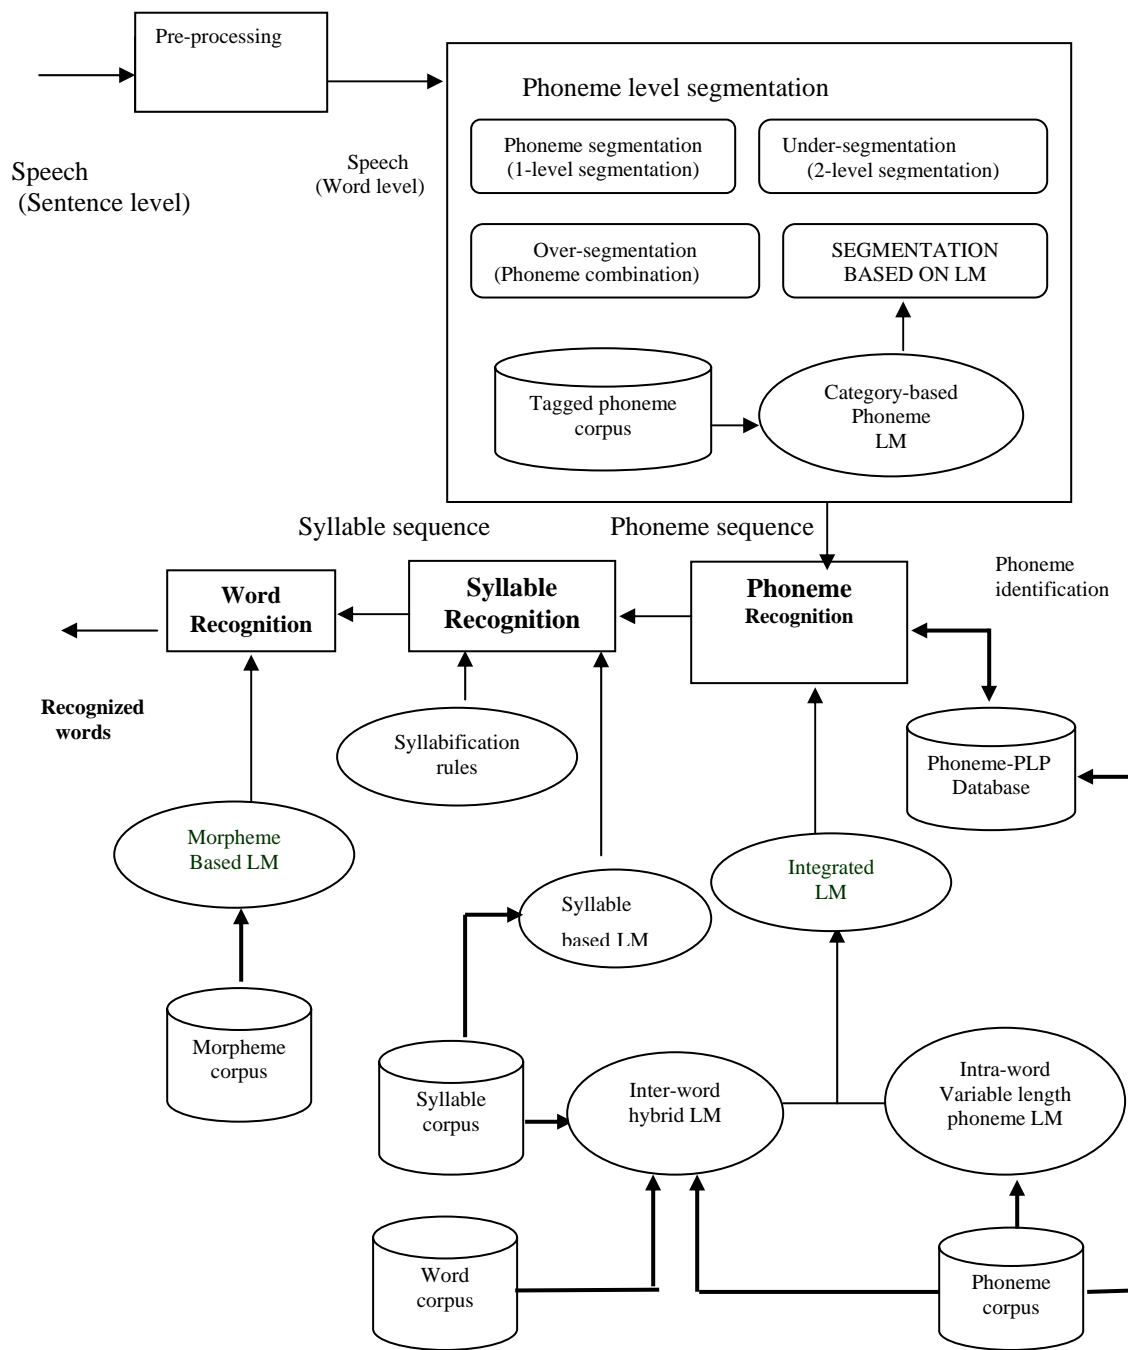 Pre-processing
Phoneme level segmentation
Phoneme segmentation
(1-level segmentation)
Under-segmentation
(2-level segmentation)
Speech
(Sentence level)
Speech
(Word level)
Over-segmentation
(Phoneme combination)
SEGMENTATION
BASED ON LM
Tagged phoneme
corpus
Category-based
Phoneme
LM
Syllable sequence
Phoneme sequence
Phoneme
identification
Word
Recognition
Syllable
Recognition
Phoneme
Recognition
Recognized
words
Syllabification
rules
Phoneme-PLP
Database
Morpheme
Based LM
Integrated
LM
Syllable
based LM
Morpheme
corpus
Syllable
corpus
Inter-word
hybrid LM
Intra-word
Variable length
phoneme LM
Word
corpus
Phoneme
corpus